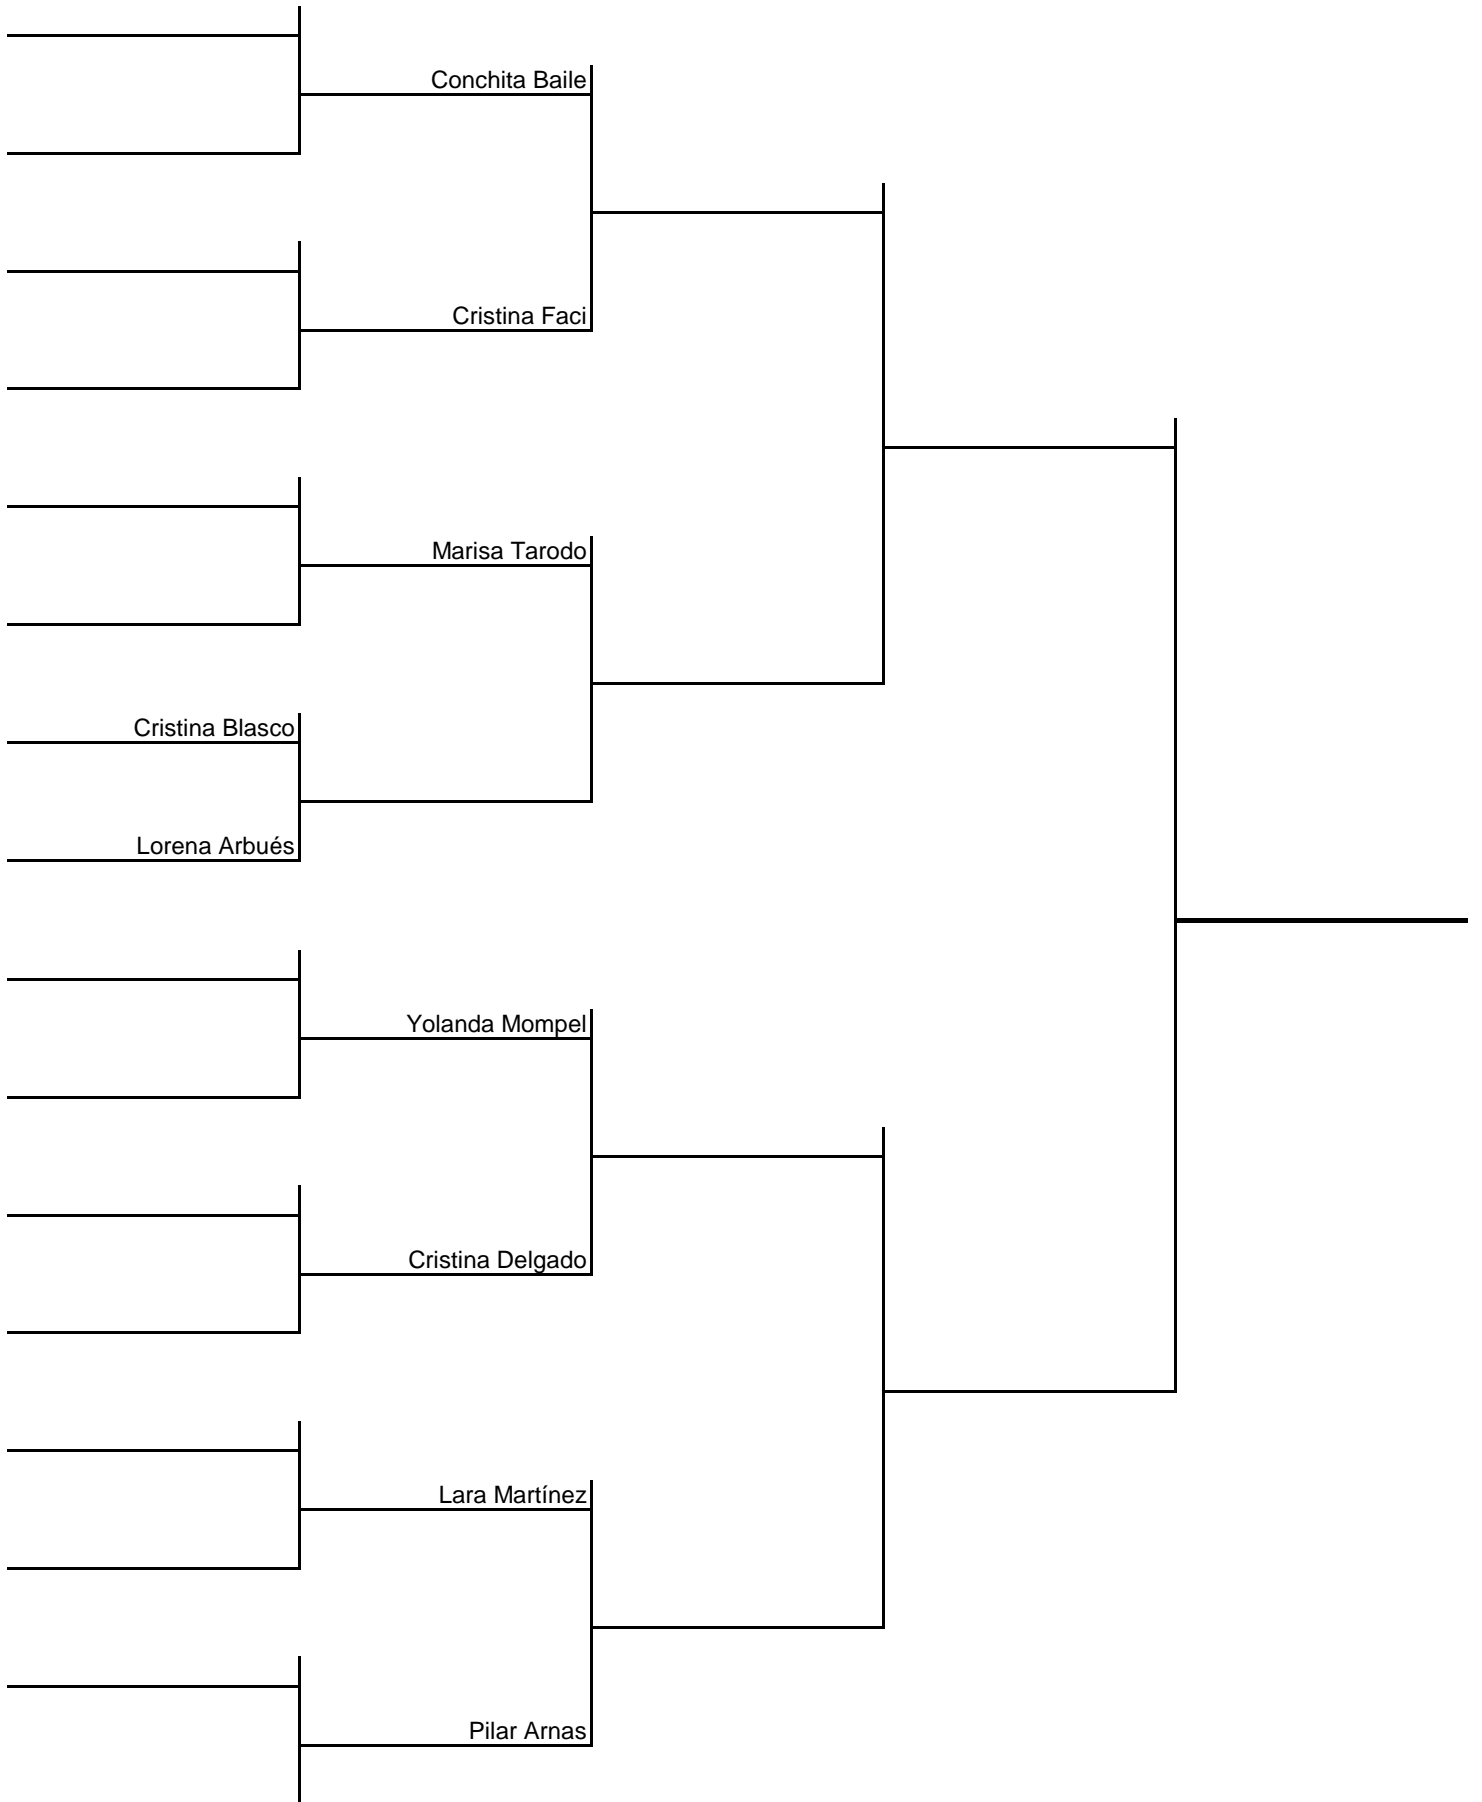 Conchita Baile
Cristina Faci
Marisa Tarodo
Cristina Blasco
Lorena Arbués
Yolanda Mompel
Cristina Delgado
Lara Martínez
Pilar Arnas